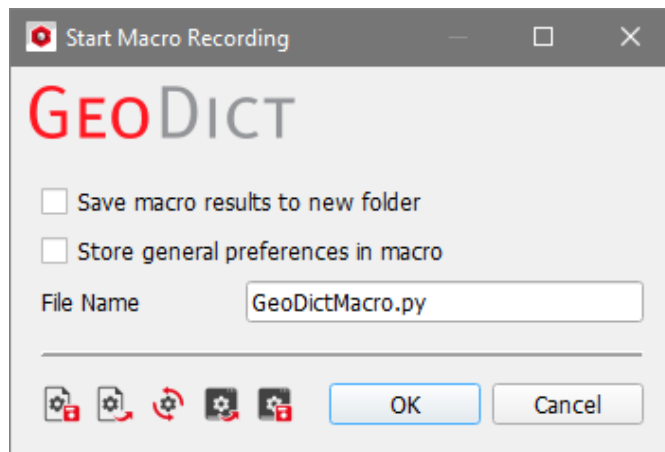 Start Macro Recording
GEODICT
Save macro results to new folder
Store general preferences in macro
File Name GeoDictMacro.py
OK Cancel